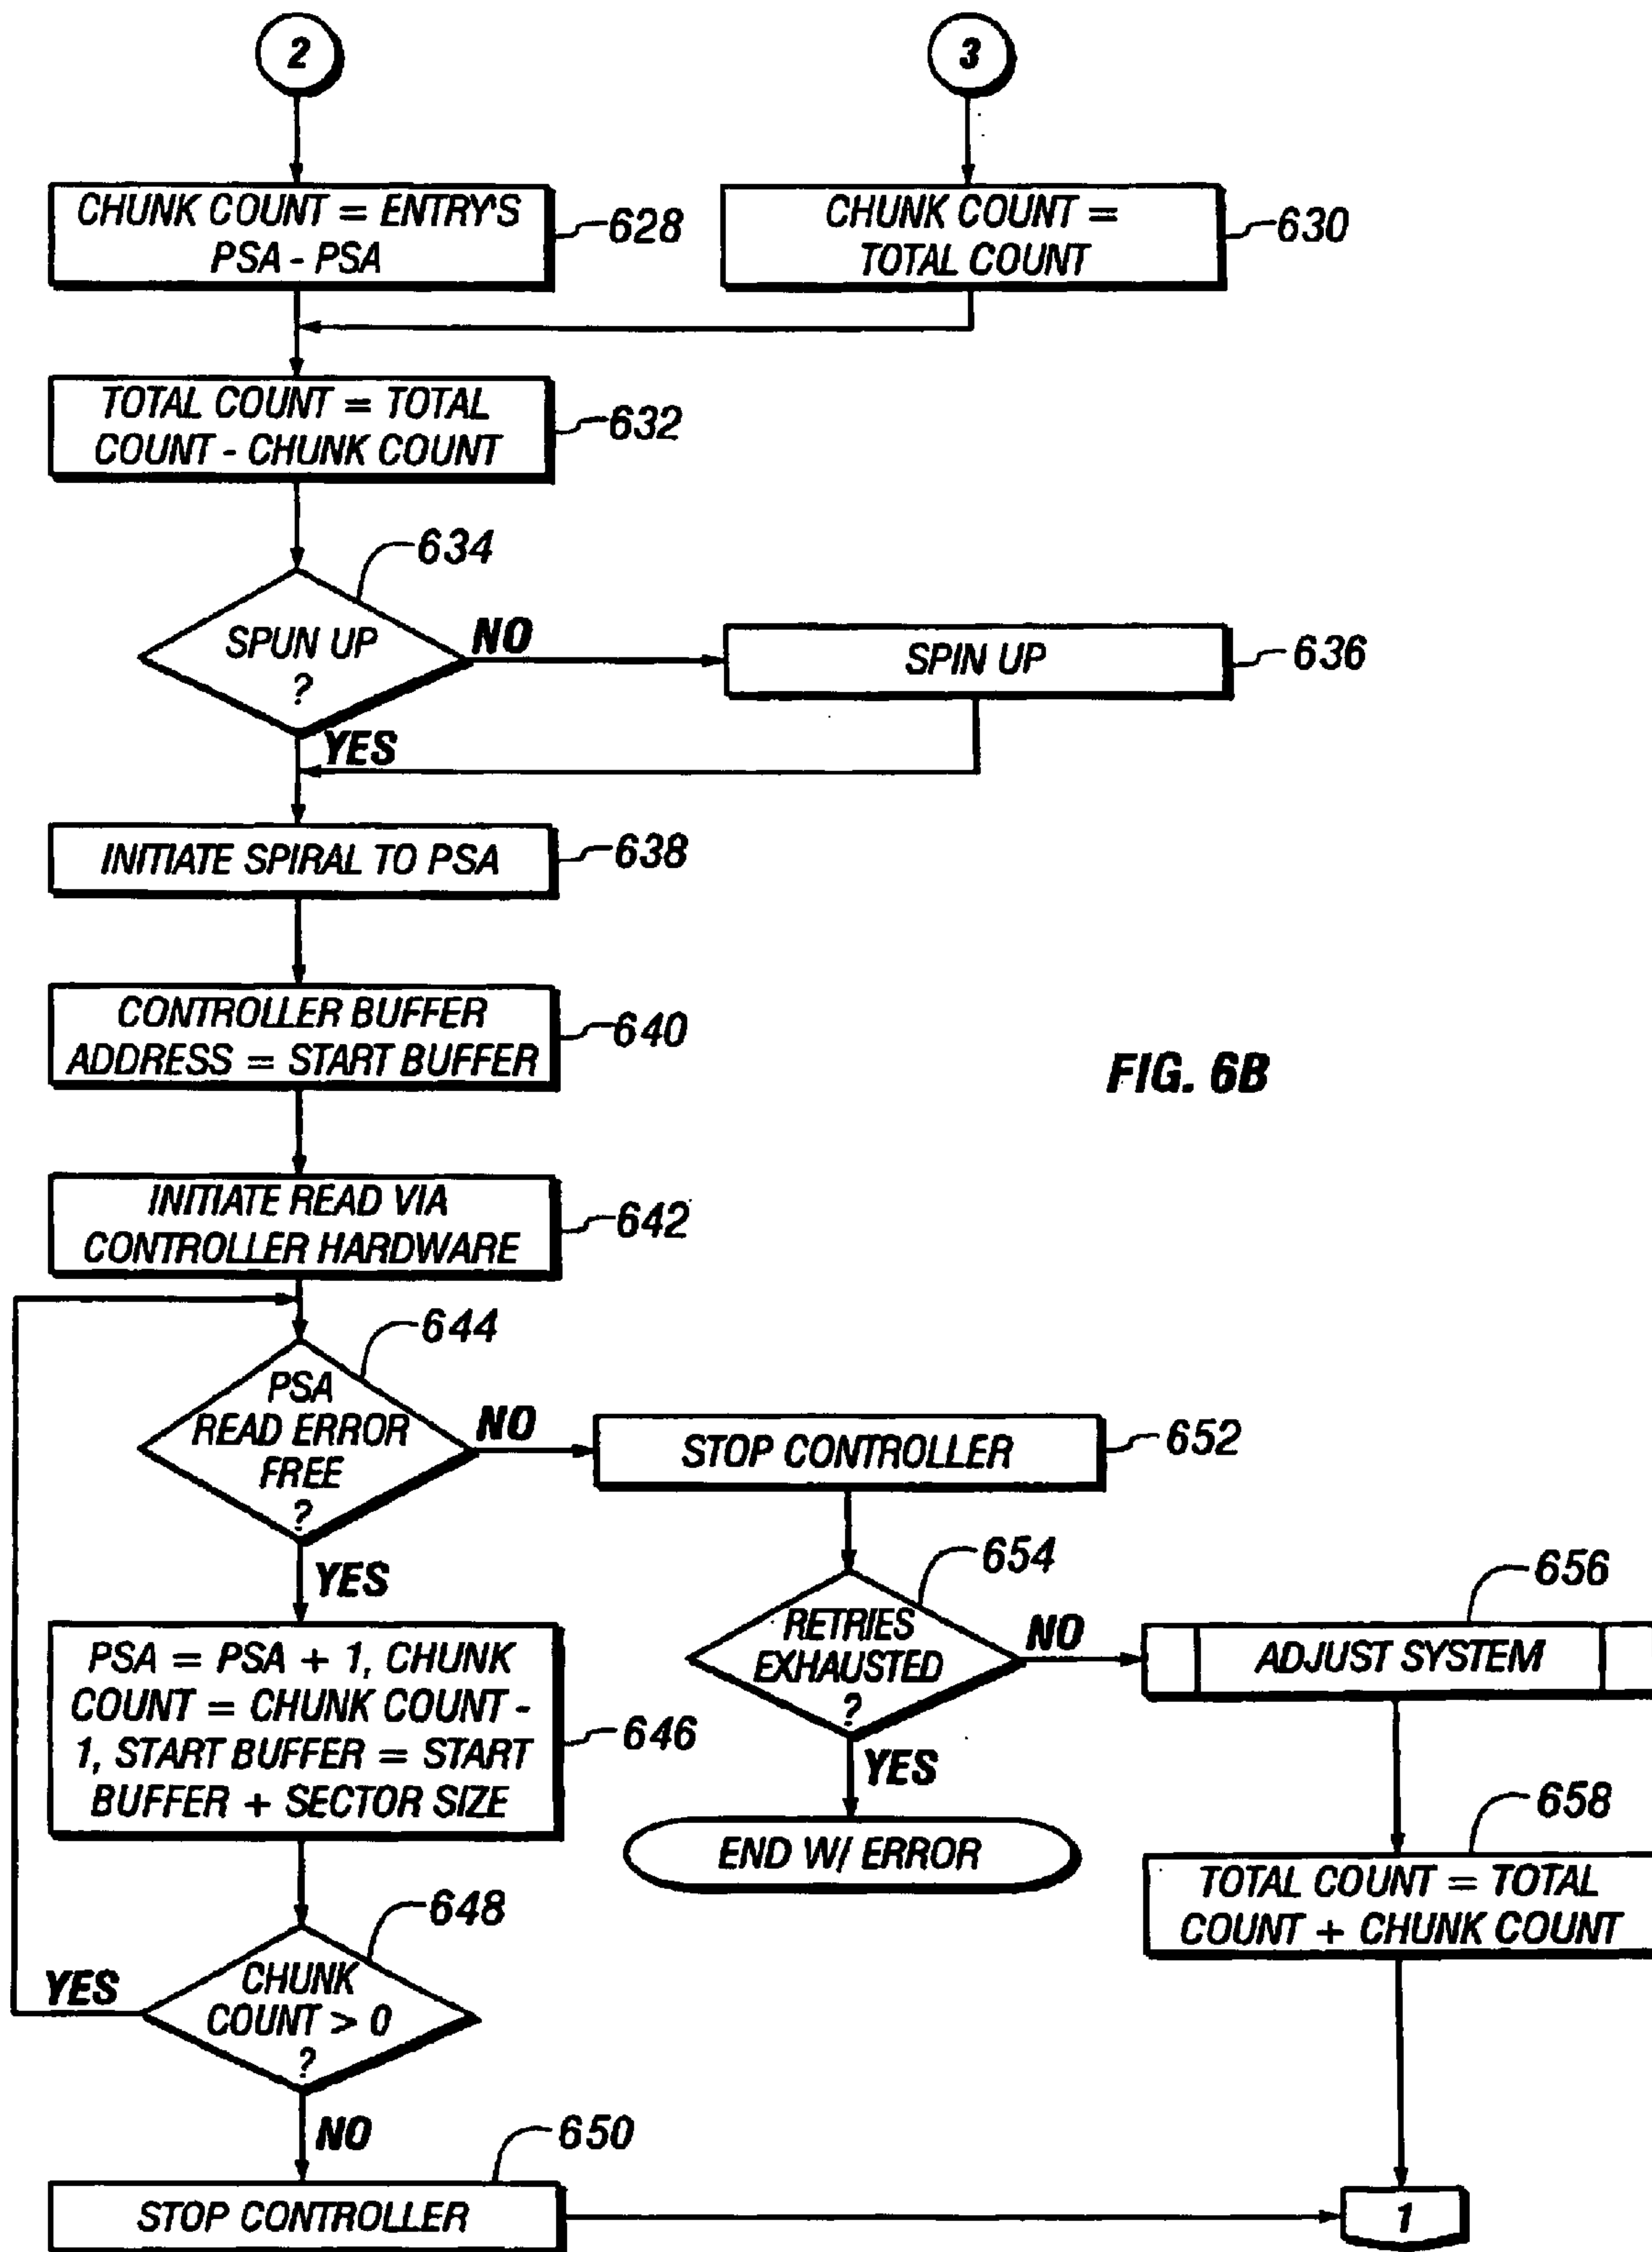 2
3
CHUNK COUNT = ENTRY'S
PSA - PSA
628
CHUNK COUNT =
TOTAL COUNT
630
TOTAL COUNT = TOTAL
COUNT - CHUNK COUNT
632
634
SPUN UP
?
NO
SPIN UP
636
YES
INITIATE SPIRAL TO PSA
638
CONTROLLER BUFFER
ADDRESS = START BUFFER
640
FIG. 6B
INITIATE READ VIA
CONTROLLER HARDWARE
642
644
PSA
READ ERROR
FREE
?
NO
STOP CONTROLLER
652
YES
654
RETRIES
EXHAUSTED
?
NO
656
ADJUST SYSTEM
PSA = PSA + 1, CHUNK
COUNT = CHUNK COUNT -
1, START BUFFER = START
BUFFER + SECTOR SIZE
646
YES
END W/ ERROR
658
TOTAL COUNT = TOTAL
COUNT + CHUNK COUNT
648
CHUNK
COUNT > 0
?
YES
NO
650
STOP CONTROLLER
1